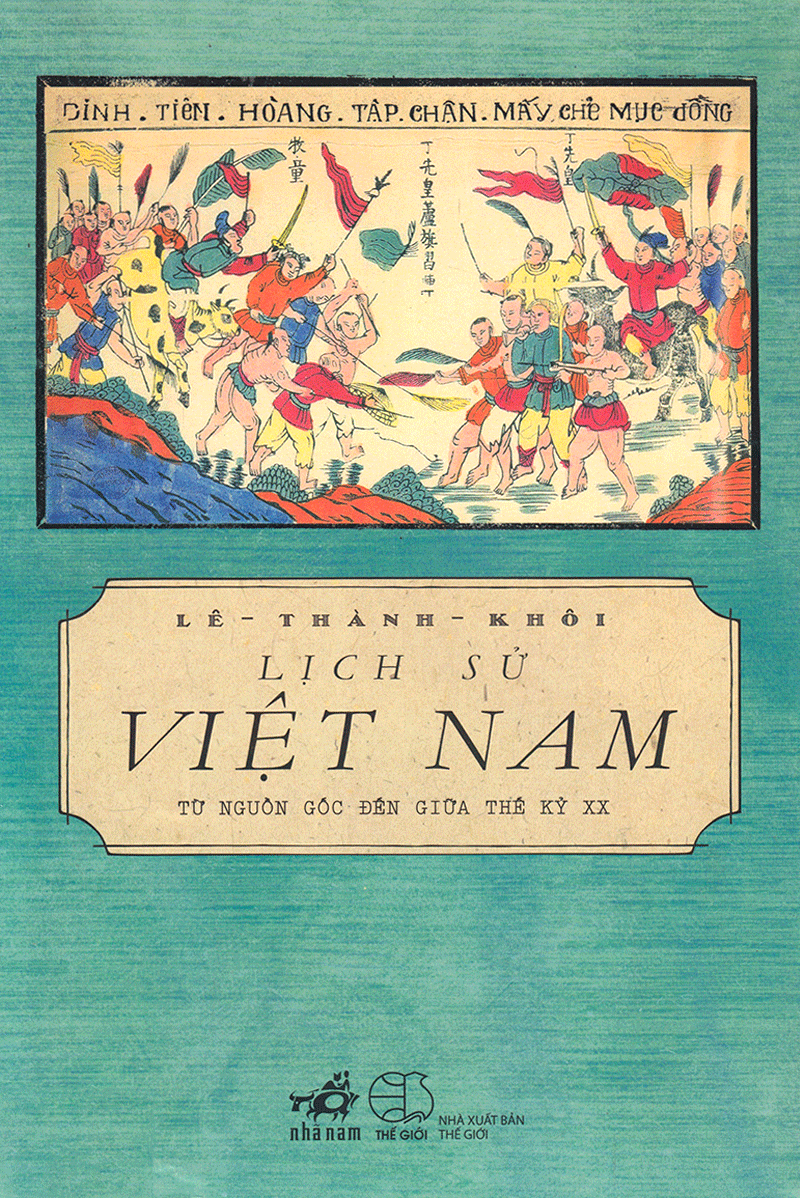 DINH . TIÊN . HOÀNG . TẬP . CHẬN . MẤY CHÉ MỤC ĐỒNG
牧童
丁先皇蘆旗習陣
丁先皇
LÊ – THÀNH – KHÔI
LỊCH SỬ
VIỆT NAM
TỪ NGUỒN GỐC ĐẾN GIỮA THẾ KỶ XX
nhã nam
THẾ GIỚI
NHÀ XUẤT BẢN
THẾ GIỚI